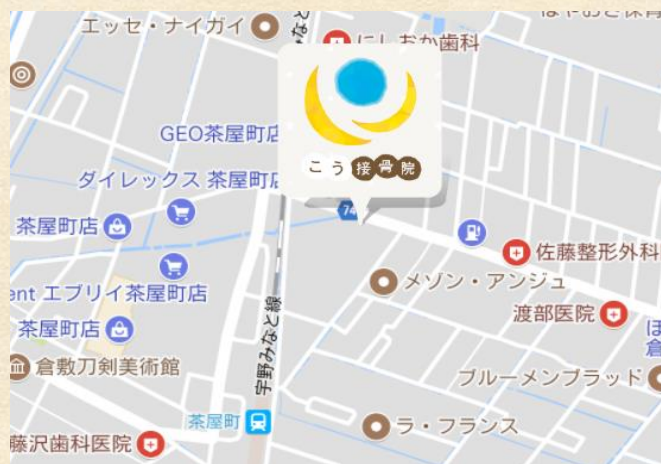 エッセ・ナイガイ
にしおか歯科
GEO茶屋町店
こう接骨院
ダイレックス 茶屋町店
茶屋町店
74
佐藤整形外科
メゾン・アンジュ
ent エブリイ茶屋町店
渡部医院
茶屋町店
倉敷刀剣美術館
宇野みなと線
ブルーメンブラッド
茶屋町
ラ・フランス
藤沢歯科医院